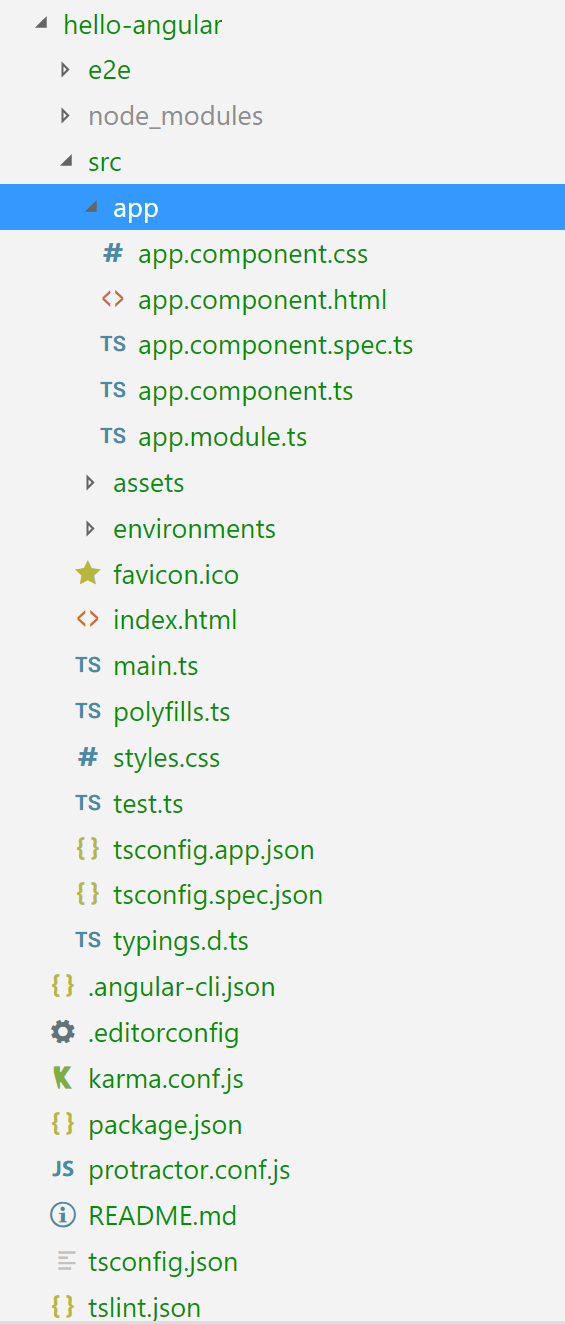 hello-angular
e2e
node_modules
src
app
# app.component.css
<> app.component.html
TS app.component.spec.ts
TS app.component.ts
TS app.module.ts
assets
environments
favicon.ico
<> index.html
TS main.ts
TS polyfills.ts
# styles.css
TS test.ts
{ } tsconfig.app.json
{ } tsconfig.spec.json
TS typings.d.ts
{ } .angular-cli.json
.editorconfig
karma.conf.js
{ } package.json
JS protractor.conf.js
README.md
tsconfig.json
{ } tslint.json